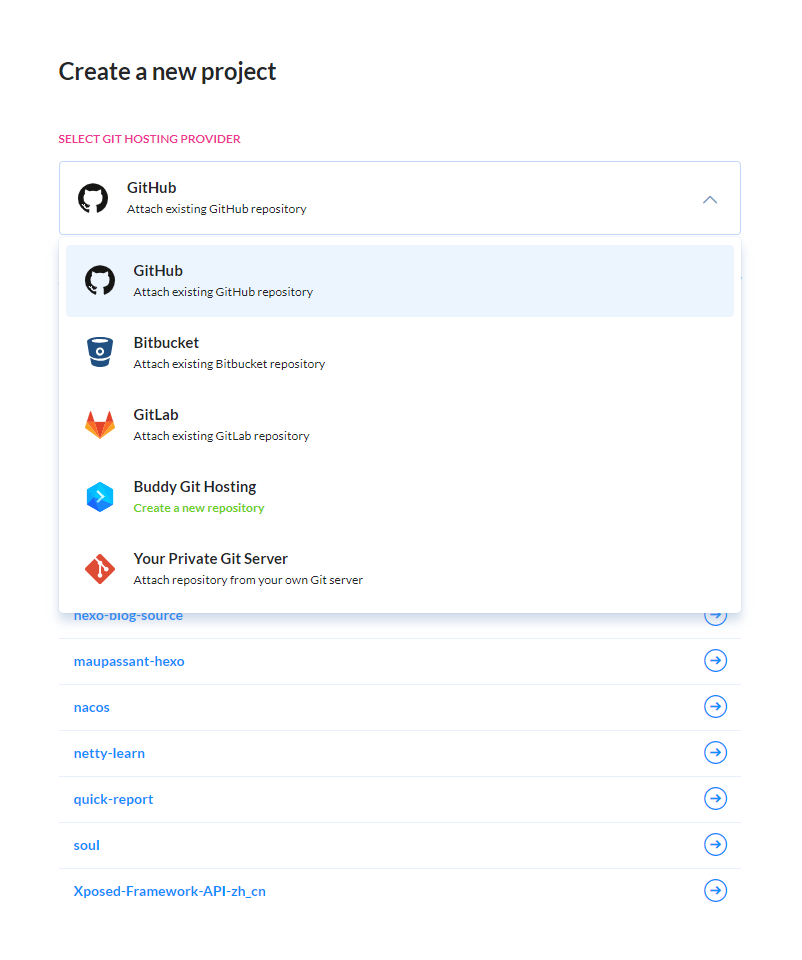 Create a new project
SELECT GIT HOSTING PROVIDER
GitHub
Attach existing GitHub repository
GitHub
Attach existing GitHub repository
Bitbucket
Attach existing Bitbucket repository
GitLab
Attach existing GitLab repository
Buddy Git Hosting
Create a new repository
Your Private Git Server
Attach repository from your own Git server
hexo-blog-source
maupassant-hexo
nacos
netty-learn
quick-report
soul
Xposed-Framework-API-zh_cn